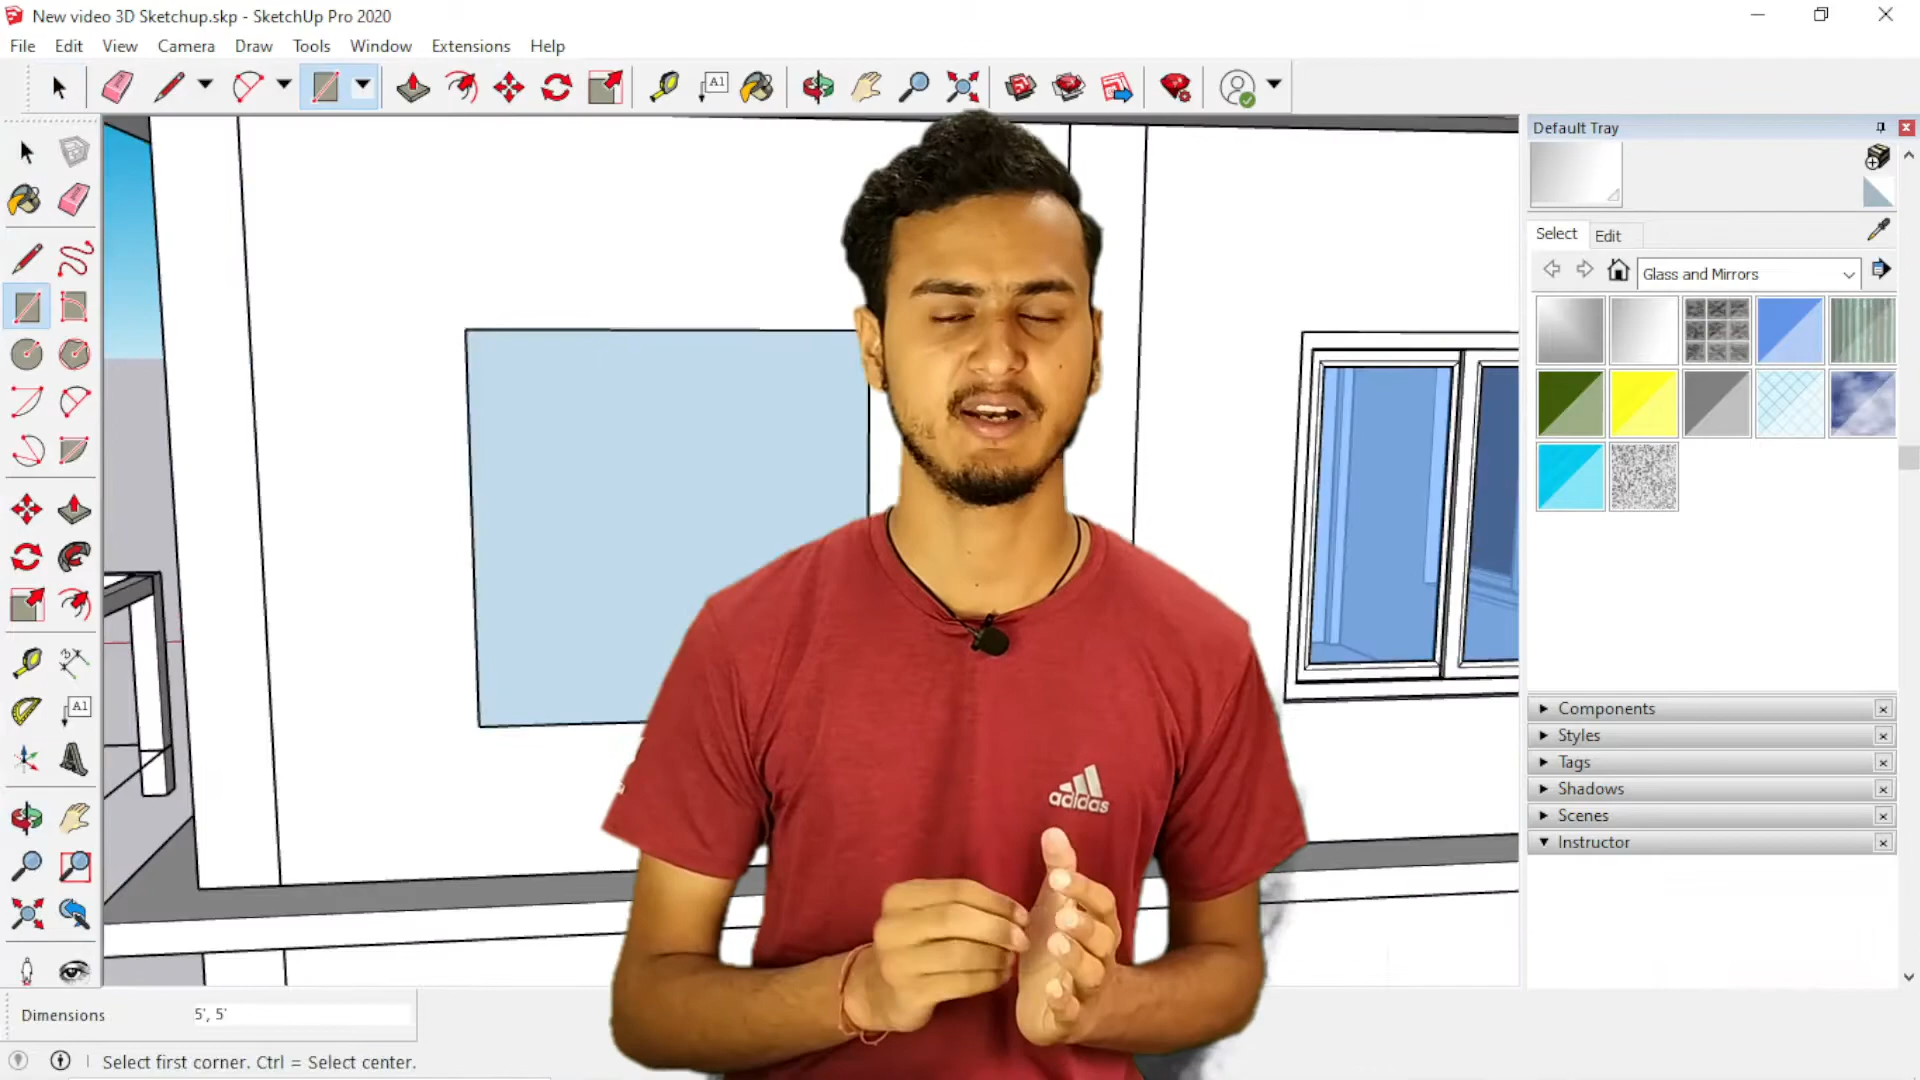 New video 3D Sketchup.skp - SketchUp Pro 2020
File Edit View Camera Draw Tools Window Extensions Help
A1
Default Tray
Select Edit
Glass and Mirrors
A1
adidas
Components
Styles
Tags
Shadows
Scenes
Instructor
Dimensions 5', 5'
Select first corner. Ctrl = Select center.